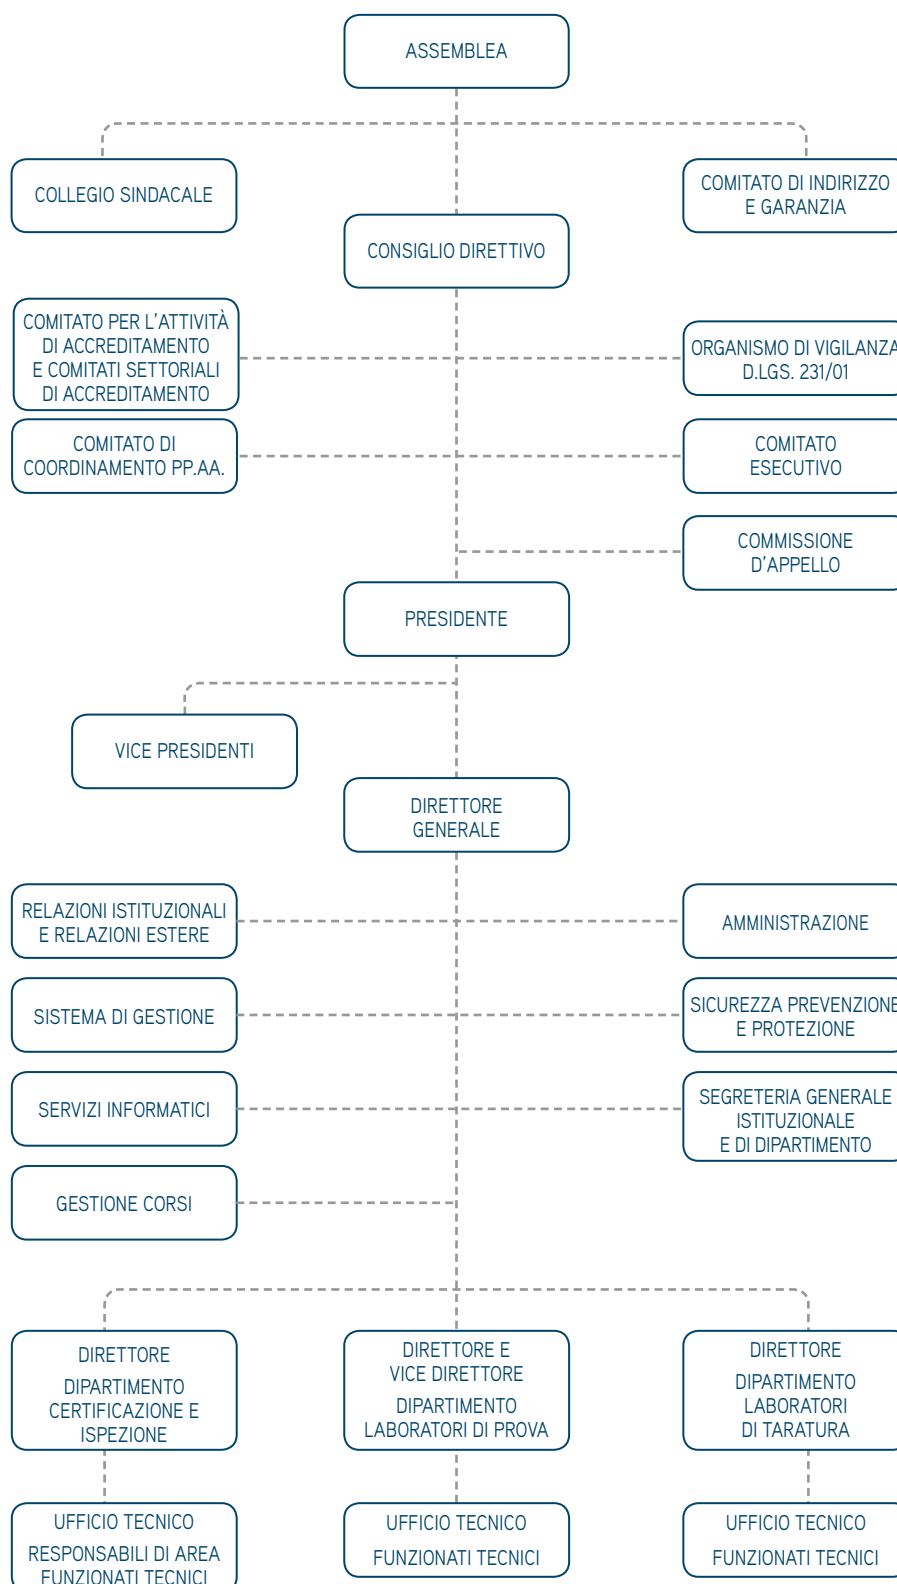 ASSEMBLEA
COLLEGIO SINDACALE
COMITATO DI INDIRIZZO
E GARANZIA
CONSIGLIO DIRETTIVO
COMITATO PER L'ATTIVITÀ
DI ACCREDITAMENTO
E COMITATI SETTORIALI
DI ACCREDITAMENTO
ORGANISMO DI VIGILANZA
D.LGS. 231/01
COMITATO DI
COORDINAMENTO PP.AA.
COMITATO
ESECUTIVO
COMMISSIONE
D'APPELLO
PRESIDENTE
VICE PRESIDENTI
DIRETTORE
GENERALE
RELAZIONI ISTITUZIONALI
E RELAZIONI ESTERE
AMMINISTRAZIONE
SISTEMA DI GESTIONE
SICUREZZA PREVENZIONE
E PROTEZIONE
SERVIZI INFORMATICI
SEGRETERIA GENERALE
ISTITUZIONALE
E DI DIPARTIMENTO
GESTIONE CORSI
DIRETTORE
DIPARTIMENTO
CERTIFICAZIONE E
ISPEZIONE
DIRETTORE E
VICE DIRETTORE
DIPARTIMENTO
LABORATORI DI PROVA
DIRETTORE
DIPARTIMENTO
LABORATORI
DI TARATURA
UFFICIO TECNICO
RESPONSABILI DI AREA
FUNZIONATI TECNICI
UFFICIO TECNICO
FUNZIONATI TECNICI
UFFICIO TECNICO
FUNZIONATI TECNICI